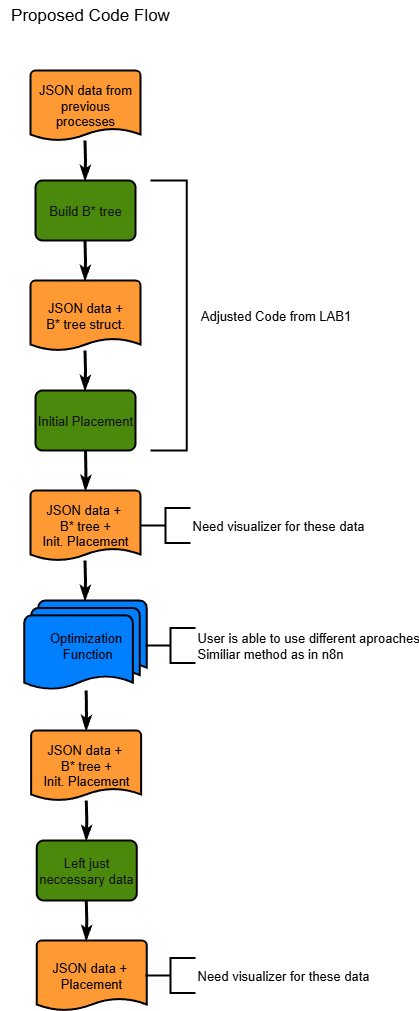 Proposed Code Flow
JSON data from
previous
processes
Build B* tree
JSON data +
B* tree struct.
Adjusted Code from LAB1
Initial Placement
JSON data +
B* tree +
Init. Placement
Need visualizer for these data
Optimization
Function
User is able to use different aproaches
Similiar method as in n8n
JSON data +
B* tree +
Init. Placement
Left just
neccessary data
JSON data +
Placement
Need visualizer for these data